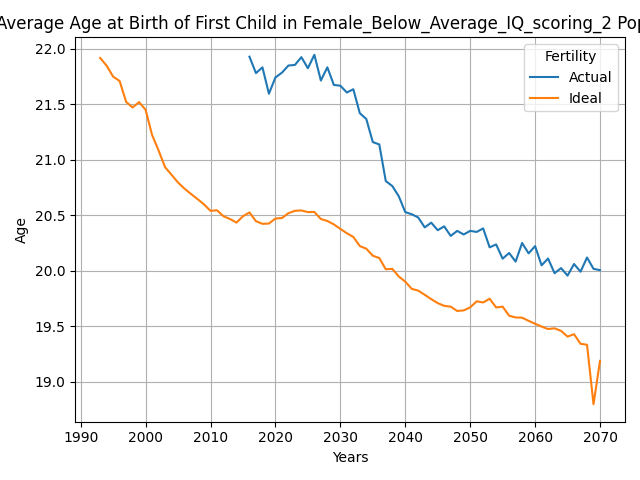 Average Age at Birth of First Child in Female_Below_Average_IQ_scoring_2
Fertility
Actual
Ideal
22.0
21.5
21.0
20.5
20.0
19.5
19.0
Age
1990 2000 2010 2020 2030 2040 2050 2060 2070
Years